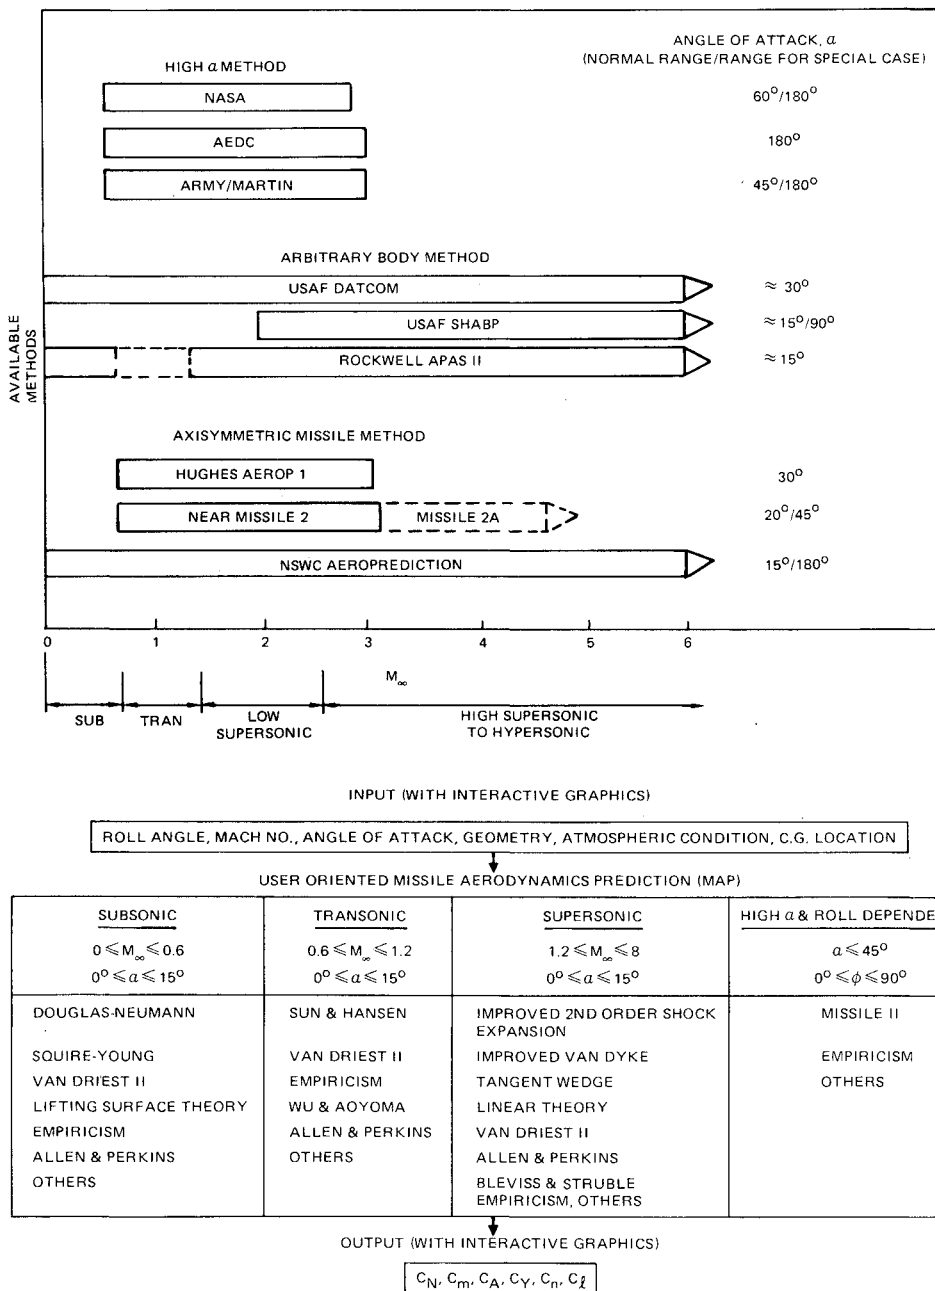 ANGLE OF ATTACK, α
(NORMAL RANGE/RANGE FOR SPECIAL CASE)
HIGH α METHOD
NASA
60°/180°
AEDC
180°
ARMY/MARTIN
45°/180°
ARBITRARY BODY METHOD
USAF DATCOM
≈ 30°
USAF SHABP
≈ 15°/90°
ROCKWELL APAS II
≈ 15°
AVAILABLE
METHODS
AXISYMMETRIC MISSILE METHOD
HUGHES AEROP 1
30°
NEAR MISSILE 2
MISSILE 2A
20°/45°
NSWC AEROPREDICTION
15°/180°
0 1 2 3 4 5 6
M∞
SUB
TRAN
LOW
SUPERSONIC
HIGH SUPERSONIC
TO HYPERSONIC
INPUT (WITH INTERACTIVE GRAPHICS)
ROLL ANGLE, MACH NO., ANGLE OF ATTACK, GEOMETRY, ATMOSPHERIC CONDITION, C.G. LOCATION
USER ORIENTED MISSILE AERODYNAMICS PREDICTION (MAP)
SUBSONIC
0 ≤ M∞ ≤ 0.6
0° ≤ α ≤ 15°
DOUGLAS-NEUMANN
SQUIRE-YOUNG
VAN DRIEST II
LIFTING SURFACE THEORY
EMPIRICISM
ALLEN & PERKINS
OTHERS
TRANSONIC
0.6 ≤ M∞ ≤ 1.2
0° ≤ α ≤ 15°
SUN & HANSEN
VAN DRIEST II
EMPIRICISM
WU & AOYOMA
ALLEN & PERKINS
OTHERS
SUPERSONIC
1.2 ≤ M∞ ≤ 8
0° ≤ α ≤ 15°
IMPROVED 2ND ORDER SHOCK
EXPANSION
IMPROVED VAN DYKE
TANGENT WEDGE
LINEAR THEORY
VAN DRIEST II
ALLEN & PERKINS
BLEVISS & STRUBLE
EMPIRICISM, OTHERS
HIGH α & ROLL DEPENDE
α ≤ 45°
0° ≤ ϕ ≤ 90°
MISSILE II
EMPIRICISM
OTHERS
OUTPUT (WITH INTERACTIVE GRAPHICS)
C_N, C_m, C_A, C_Y, C_n, C_ℓ